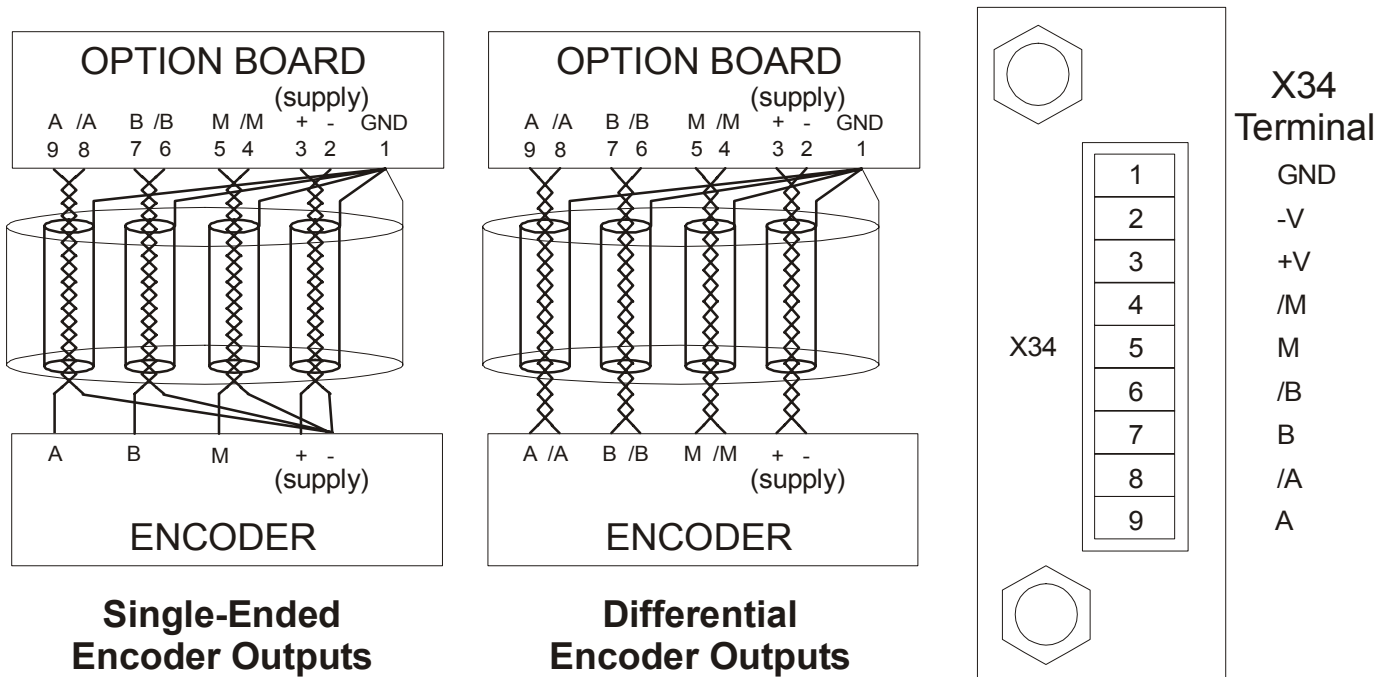 OPTION BOARD
(supply)
A /A B /B M /M + - GND
9 8 7 6 5 4 3 2 1
A B M + -
(supply)
ENCODER
Single-Ended
Encoder Outputs
OPTION BOARD
(supply)
A /A B /B M /M + - GND
9 8 7 6 5 4 3 2 1
A /A B /B M /M + -
(supply)
ENCODER
Differential
Encoder Outputs
X34
Terminal
X34
1 GND
2 -V
3 +V
4 /M
5 M
6 /B
7 B
8 /A
9 A